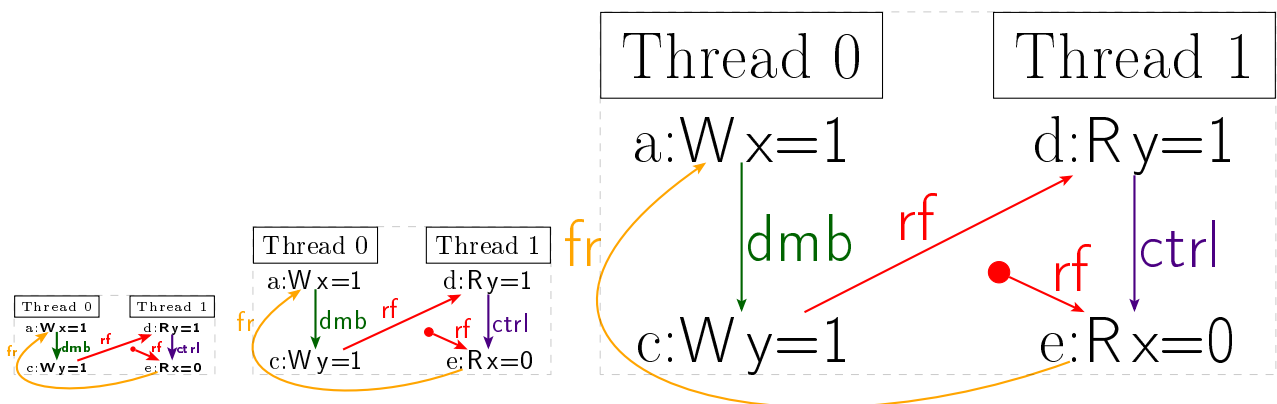 Thread 0 Thread 1
a:W x=1 d:R y=1
fr dmb rf rf ctrl
c:W y=1 e:R x=0
Thread 0 Thread 1
a:W x=1 d:R y=1
fr dmb rf rf ctrl
c:W y=1 e:R x=0
Thread 0 Thread 1
a:W x=1 d:R y=1
fr dmb rf rf ctrl
c:W y=1 e:R x=0